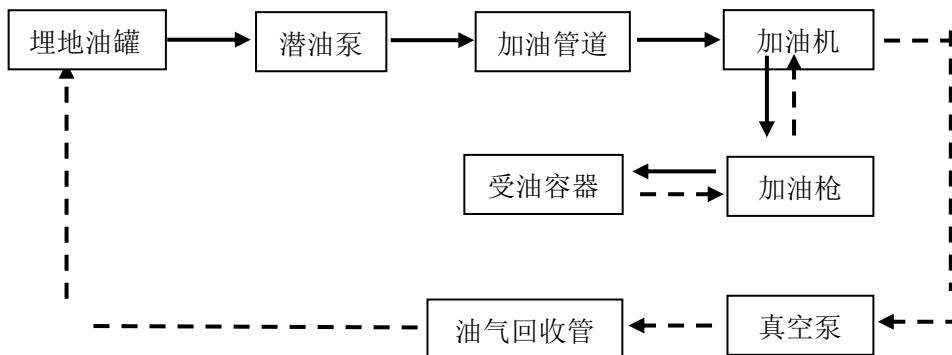 埋地油罐
潜油泵
加油管道
加油机
受油容器
加油枪
油气回收管
真空泵